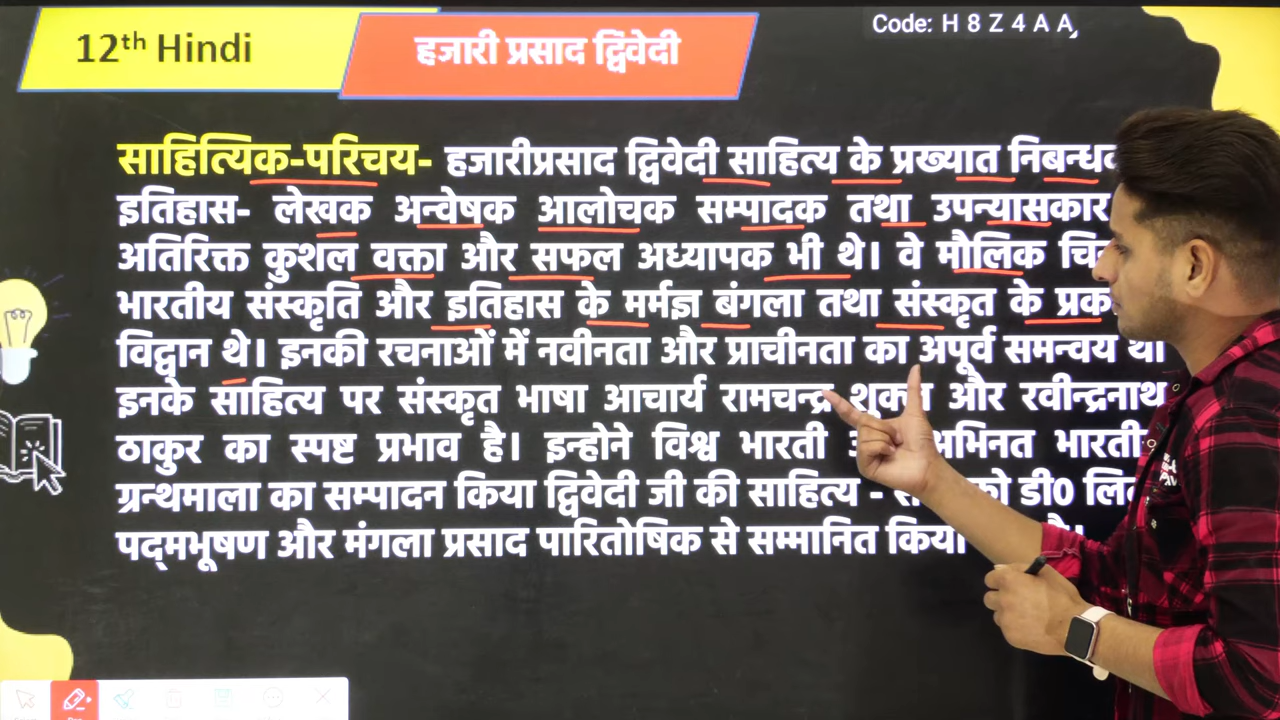 12th Hindi
हजारी प्रसाद द्विवेदी
Code: H 8 Z 4 A A
साहित्यिक-परिचय- हजारीप्रसाद द्विवेदी साहित्य के प्रख्यात
इतिहास- लेखक अन्वेषक आलोचक सम्पादक तथा उपन्यासकार
अतिरिक्त कुशल वक्ता और सफल अध्यापक भी थे। वे मौलिक
भारतीय संस्कृति और इतिहास के मर्मज्ञ बंगला तथा संस्कृत के
विद्वान थे। इनकी रचनाओं में नवीनता और प्राचीनता का अपूर्व समन्वय था।
इनके साहित्य पर संस्कृत भाषा आचार्य रामचन्द्र शुक्ल और रवीन्द्रनाथ
ठाकुर का स्पष्ट प्रभाव है। इन्होने विश्व भारती अभिनत
ग्रन्थमाला का सम्पादन किया द्विवेदी जी की साहित्य - को डी0
पद्मभूषण और मंगला प्रसाद पारितोषिक से सम्मानित किया है।